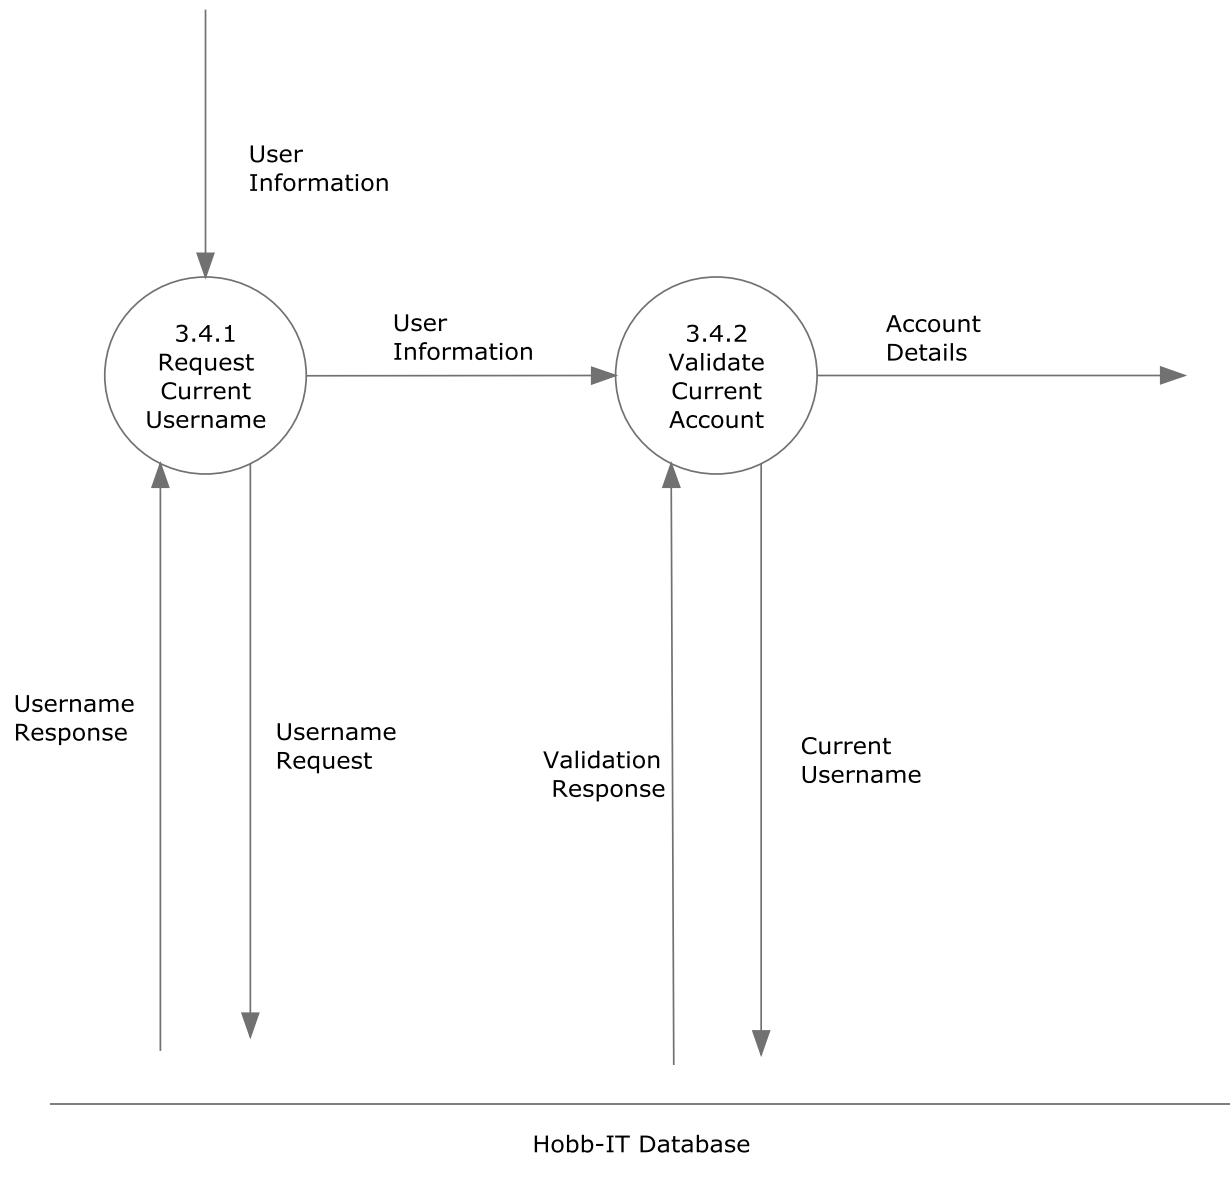 User
Information
3.4.1
Request
Current
Username
User
Information
3.4.2
Validate
Current
Account
Account
Details
Username
Response
Username
Request
Validation
Response
Current
Username
Hobb-IT Database